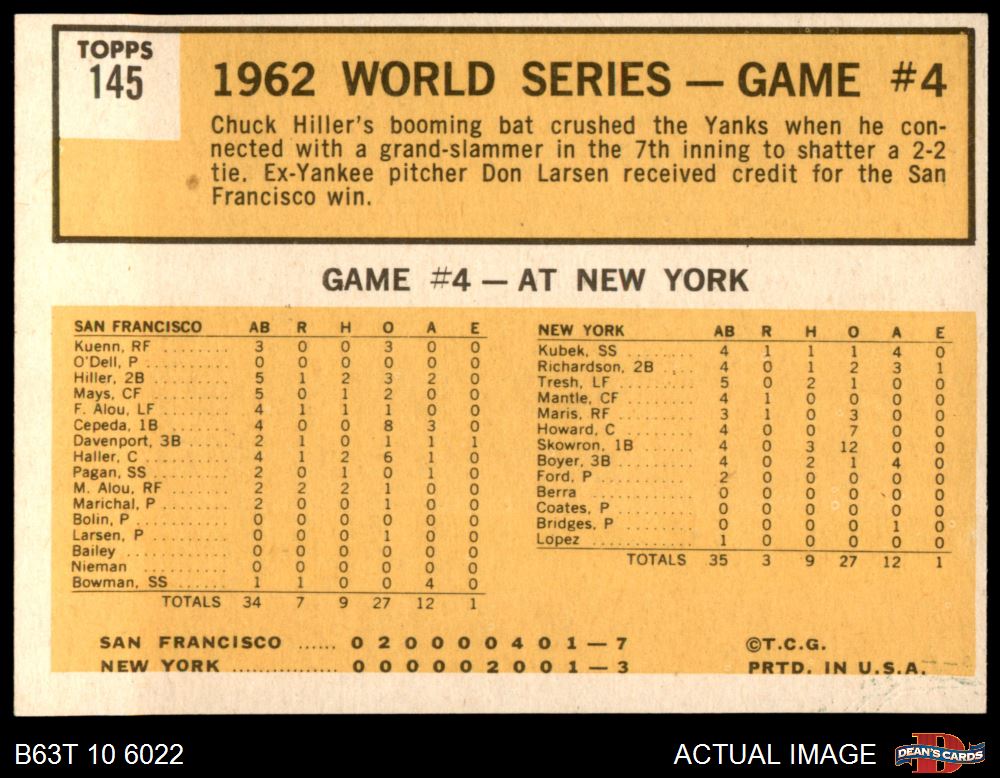 TOPPS
145
1962 WORLD SERIES — GAME #4
Chuck Hiller's booming bat crushed the Yanks when he con-
nected with a grand-slammer in the 7th inning to shatter a 2-2
tie. Ex-Yankee pitcher Don Larsen received credit for the San
Francisco win.
GAME #4 — AT NEW YORK
SAN FRANCISCO AB R H O A E
Kuenn, RF ........ 3 0 0 3 0 0
O'Dell, P ........ 0 0 0 0 0 0
Hiller, 2B ........ 5 1 2 3 2 0
Mays, CF ........ 5 0 1 2 0 0
F. Alou, LF ........ 4 1 1 1 0 0
Cepeda, 1B ........ 4 0 0 8 3 0
Davenport, 3B ...... 2 1 0 1 1 1
Haller, C ........ 4 1 2 6 1 0
Pagan, SS ........ 2 0 1 0 1 0
M. Alou, RF ........ 2 2 2 1 0 0
Marichal, P ........ 2 0 0 1 0 0
Bolin, P ........ 0 0 0 0 0 0
Larsen, P ........ 0 0 0 1 0 0
Bailey ........ 0 0 0 0 0 0
Nieman ........ 0 0 0 0 0 0
Bowman, SS ...... 1 1 0 0 4 0
TOTALS 34 7 9 27 12 1
NEW YORK AB R H O A E
Kubek, SS ........ 4 1 1 1 4 0
Richardson, 2B .... 4 0 1 2 3 1
Tresh, LF ........ 5 0 2 1 0 0
Mantle, CF ........ 4 1 0 0 0 0
Maris, RF ........ 3 1 0 3 0 0
Howard, C ........ 4 0 0 7 0 0
Skowron, 1B ...... 4 0 3 12 0 0
Boyer, 3B ........ 4 0 2 1 4 0
Ford, P ........ 2 0 0 0 0 0
Berra ........ 0 0 0 0 0 0
Coates, P ........ 0 0 0 0 0 0
Bridges, P ........ 0 0 0 0 1 0
Lopez ........ 1 0 0 0 0 0
TOTALS 35 3 9 27 12 1
SAN FRANCISCO ...... 0 2 0 0 0 0 4 0 1 — 7
NEW YORK .............. 0 0 0 0 0 2 0 0 1 — 3
©T.C.G.
PRTD. IN U.S.A.
B63T 10 6022
ACTUAL IMAGE
D
DEAN'S CARDS